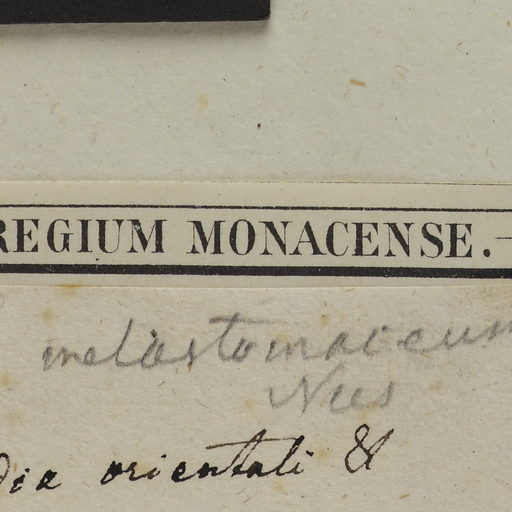 REGIUM MONACENSE. -
melastomaceum
Nees
dia orientali &